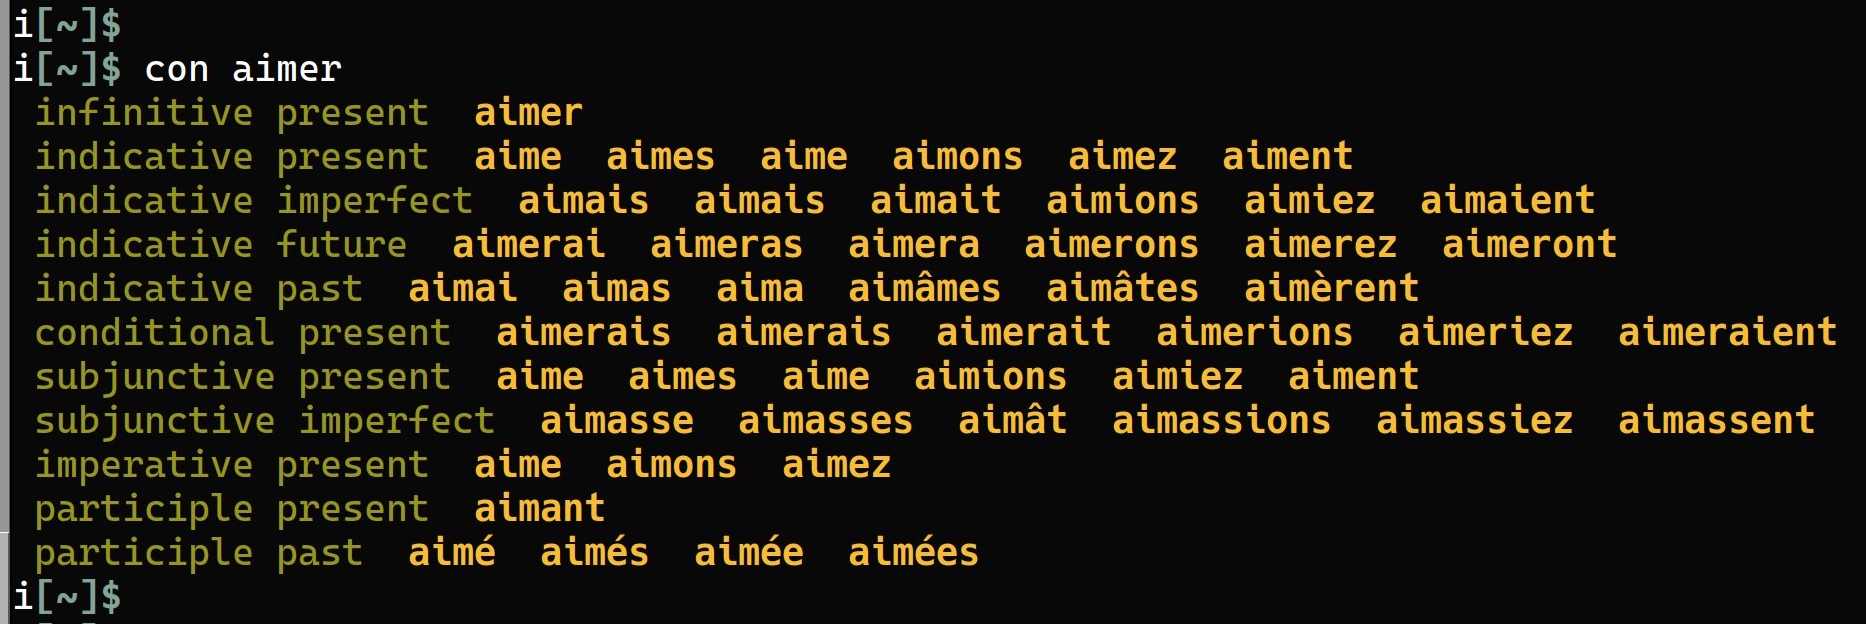 i[~]$
i[~]$ con aimer
infinitive present aimer
indicative present aime aimes aime aimons aimez aiment
indicative imperfect aimais aimais aimait aimions aimiez aimaient
indicative future aimerai aimeras aimera aimerons aimerez aimeront
indicative past aimai aimas aima aimâmes aimâtes aimèrent
conditional present aimerais aimerais aimerait aimerions aimeriez aimeraient
subjunctive present aime aimes aime aimions aimiez aiment
subjunctive imperfect aimasse aimasses aimât aimassions aimassiez aimassent
imperative present aime aimons aimez
participle present aimant
participle past aimé aimés aimée aimées
i[~]$